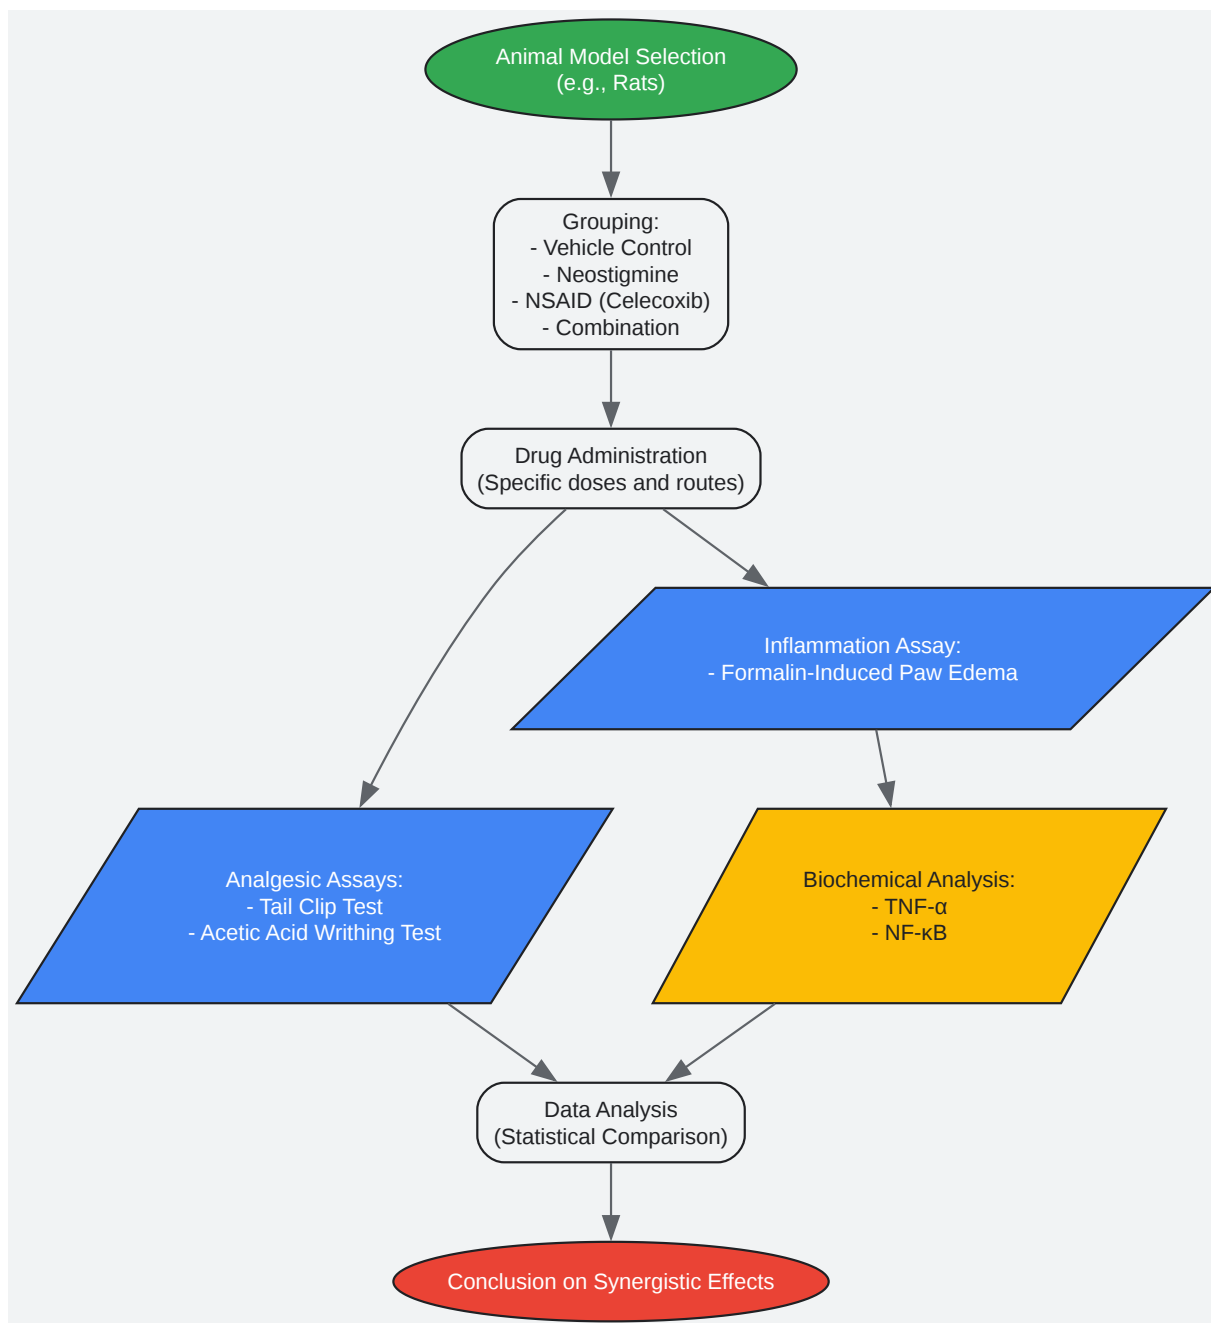 Animal Model Selection
(e.g., Rats)
Grouping:
- Vehicle Control
- Neostigmine
- NSAID (Celecoxib)
- Combination
Drug Administration
(Specific doses and routes)
Inflammation Assay:
- Formalin-Induced Paw Edema
Analgesic Assays:
- Tail Clip Test
- Acetic Acid Writhing Test
Biochemical Analysis:
- TNF-α
- NF-κB
Data Analysis
(Statistical Comparison)
Conclusion on Synergistic Effects